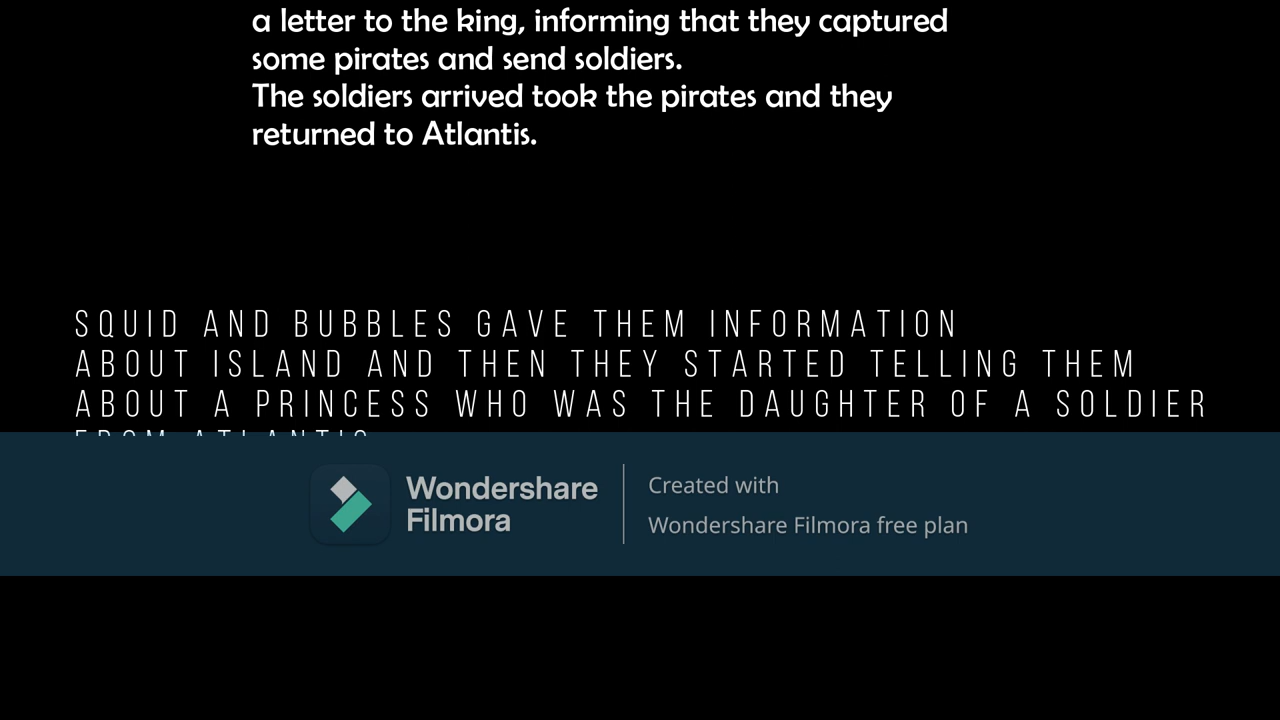 a letter to the king, informing that they captured
some pirates and send soldiers.
The soldiers arrived took the pirates and they
returned to Atlantis.
SQUID AND BUBBLES GAVE THEM INFORMATION
ABOUT ISLAND AND THEN THEY STARTED TELLING THEM
ABOUT A PRINCESS WHO WAS THE DAUGHTER OF A SOLDIER
FROM ATLANTIS
Wondershare
Filmora
Created with
Wondershare Filmora free plan